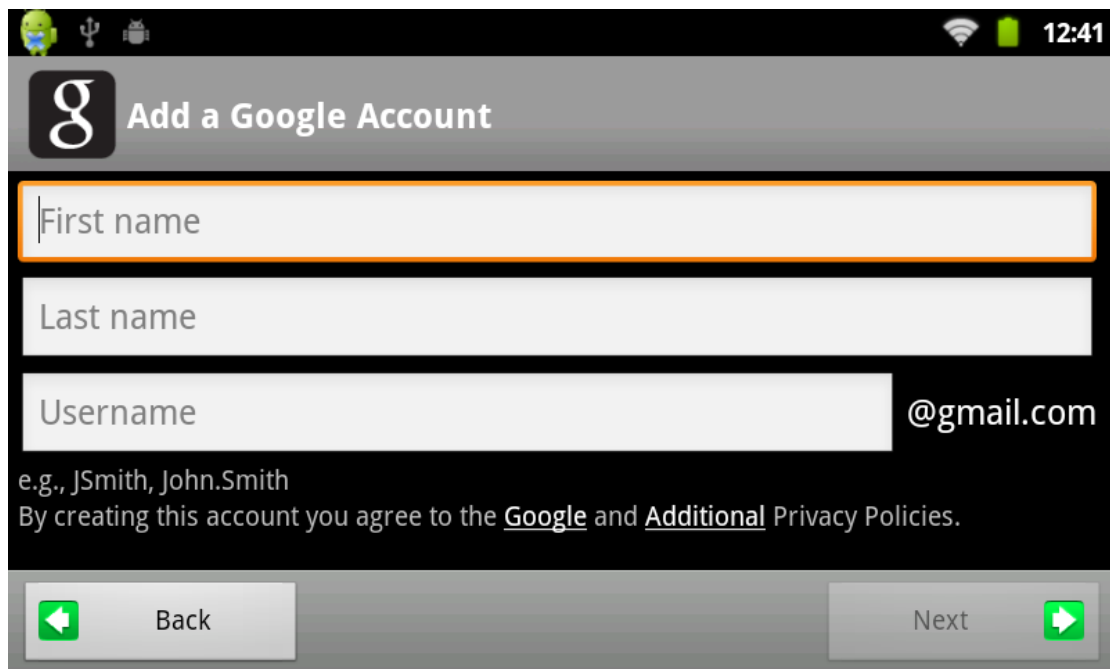 12:41
g Add a Google Account
First name
Last name
Username @gmail.com
e.g., JSmith, John.Smith
By creating this account you agree to the Google and Additional Privacy Policies.
Back Next